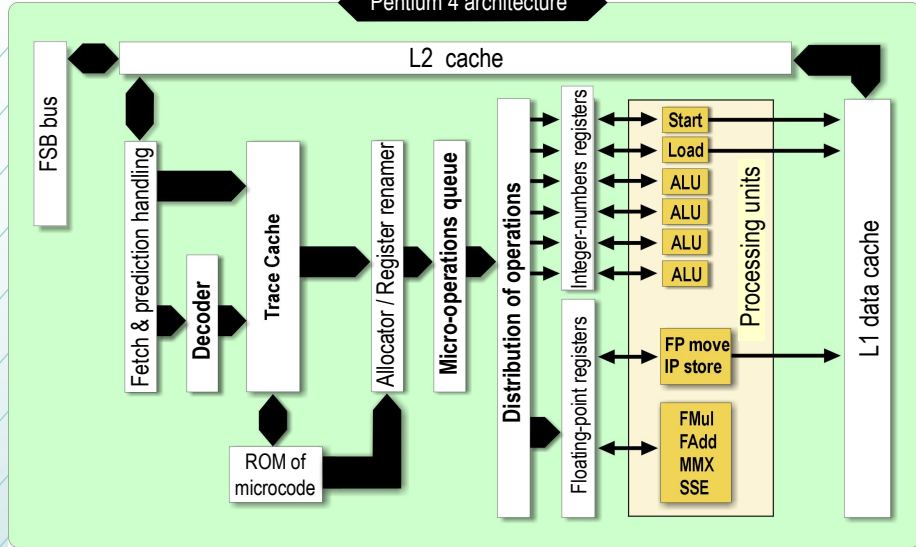 Pentium 4 architecture
L2 cache
FSB bus
Fetch & prediction handling
Decoder
Trace Cache
ROM of
microcode
Allocator / Register renamer
Micro-operations queue
Distribution of operations
Integer-numbers registers
Floating-point registers
Start
Load
ALU
ALU
ALU
ALU
FP move
IP store
FMul
FAdd
MMX
SSE
Processing units
L1 data cache